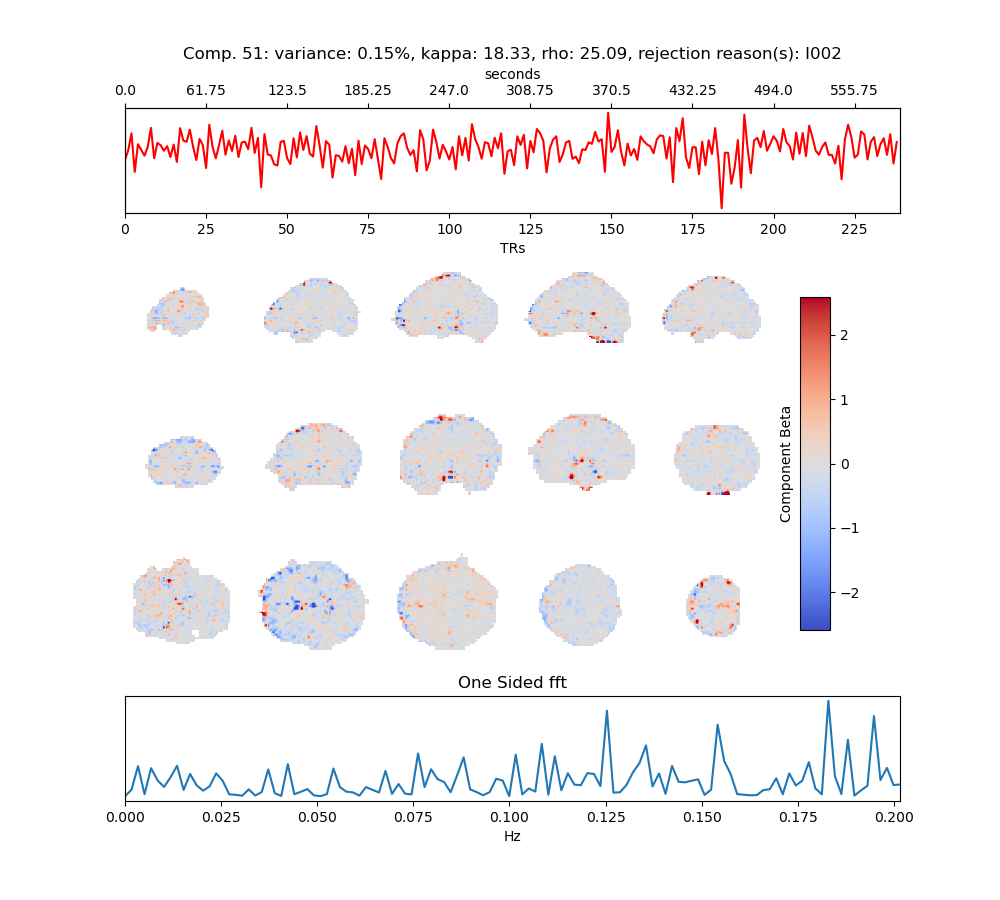 Comp. 51: variance: 0.15%, kappa: 18.33, rho: 25.09, rejection reason(s): I002
seconds
0.0 61.75 123.5 185.25 247.0 308.75 370.5 432.25 494.0 555.75
0 25 50 75 100 125 150 175 200 225
TRs
2
1
0
−1
−2
Component Beta
One Sided fft
0.000 0.025 0.050 0.075 0.100 0.125 0.150 0.175 0.200
Hz